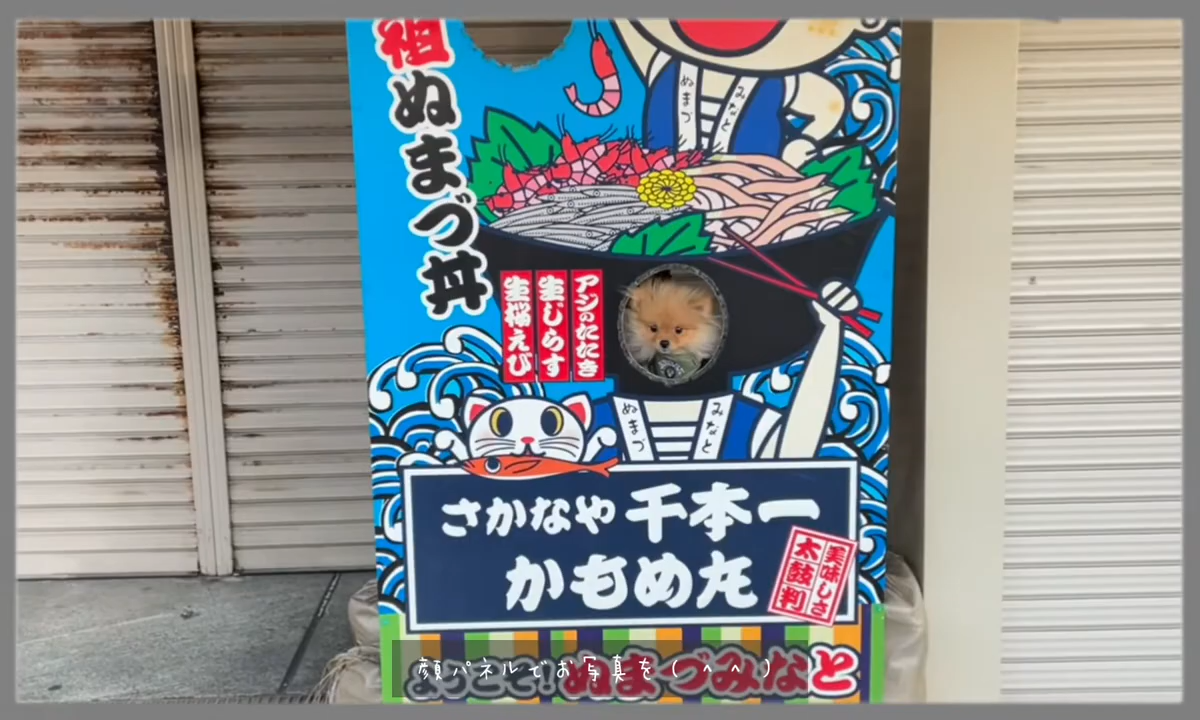 祖
ぬまづ丼
ぬまづ
みなと
アジのたたき
生じらす
生桜えび
ぬまづ
みなと
さかなや 千本一
かもめ丸
美味しさ
太鼓判
ようこそ!ぬまづみなと
顔パネルでお写真を(^^)